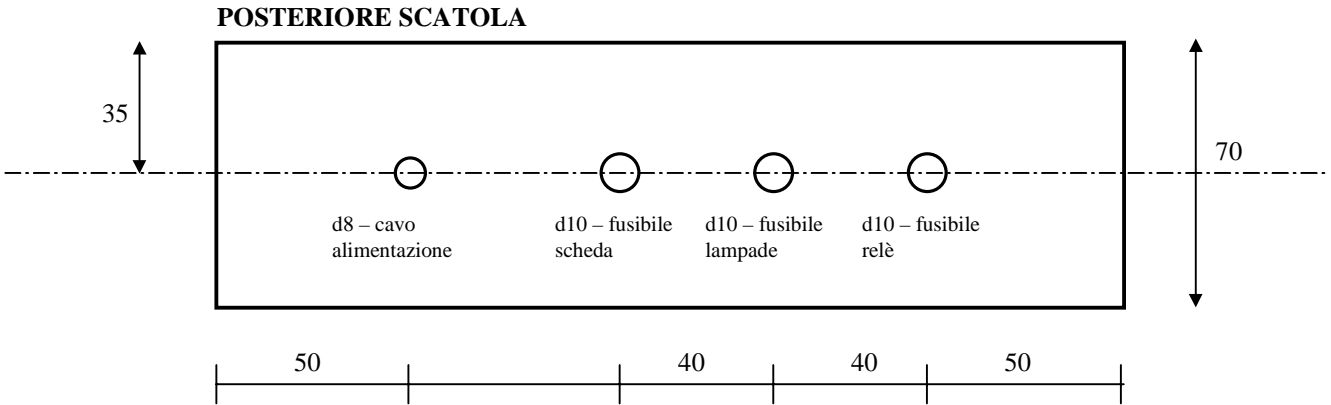 POSTERIORE SCATOLA
35
70
d8 – cavo
alimentazione
d10 – fusibile
scheda
d10 – fusibile
lampade
d10 – fusibile
relè
50
40
40
50